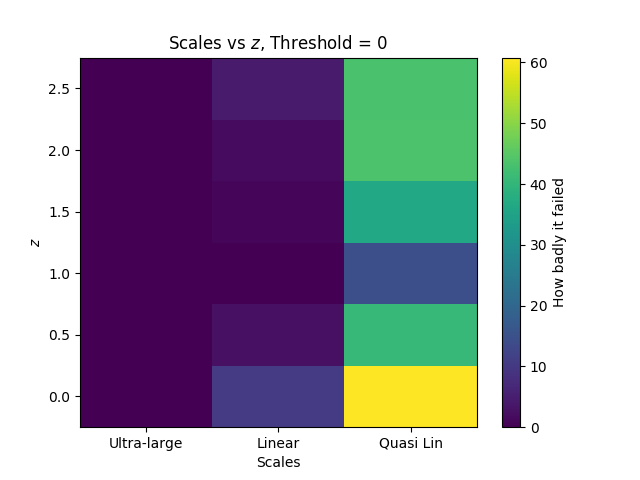 Scales vs z, Threshold = 0
2.5
2.0
1.5
1.0
0.5
0.0
z
Ultra-large
Linear
Quasi Lin
Scales
60
50
40
30
20
10
0
How badly it failed